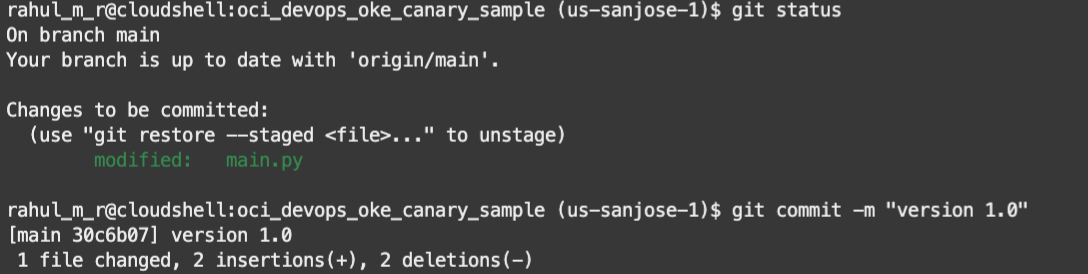 rahul_m_r@cloudshell:oci_devops_oke_canary_sample (us-sanjose-1)$ git status
On branch main
Your branch is up to date with 'origin/main'.

Changes to be committed:
  (use "git restore --staged <file>..." to unstage)
        modified:   main.py

rahul_m_r@cloudshell:oci_devops_oke_canary_sample (us-sanjose-1)$ git commit -m "version 1.0"
[main 30c6b07] version 1.0
 1 file changed, 2 insertions(+), 2 deletions(-)